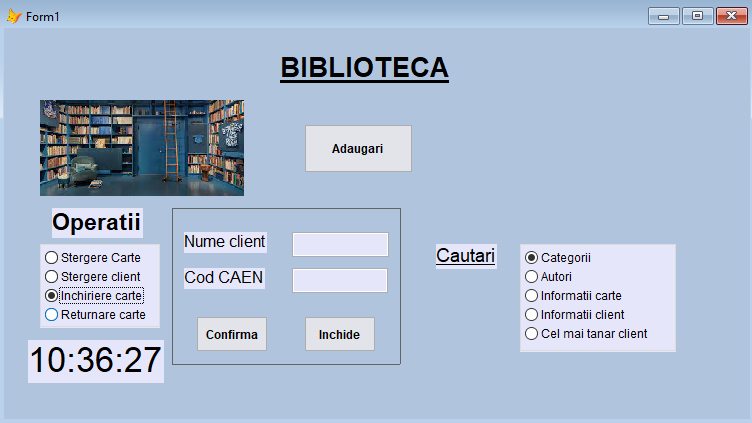 Form1
BIBLIOTECA
Adaugari
Operatii
Stergere Carte
Stergere client
Inchiriere carte
Returnare carte
10:36:27
Nume client
Cod CAEN
Confirma
Inchide
Cautari
Categorii
Autori
Informatii carte
Informatii client
Cel mai tanar client